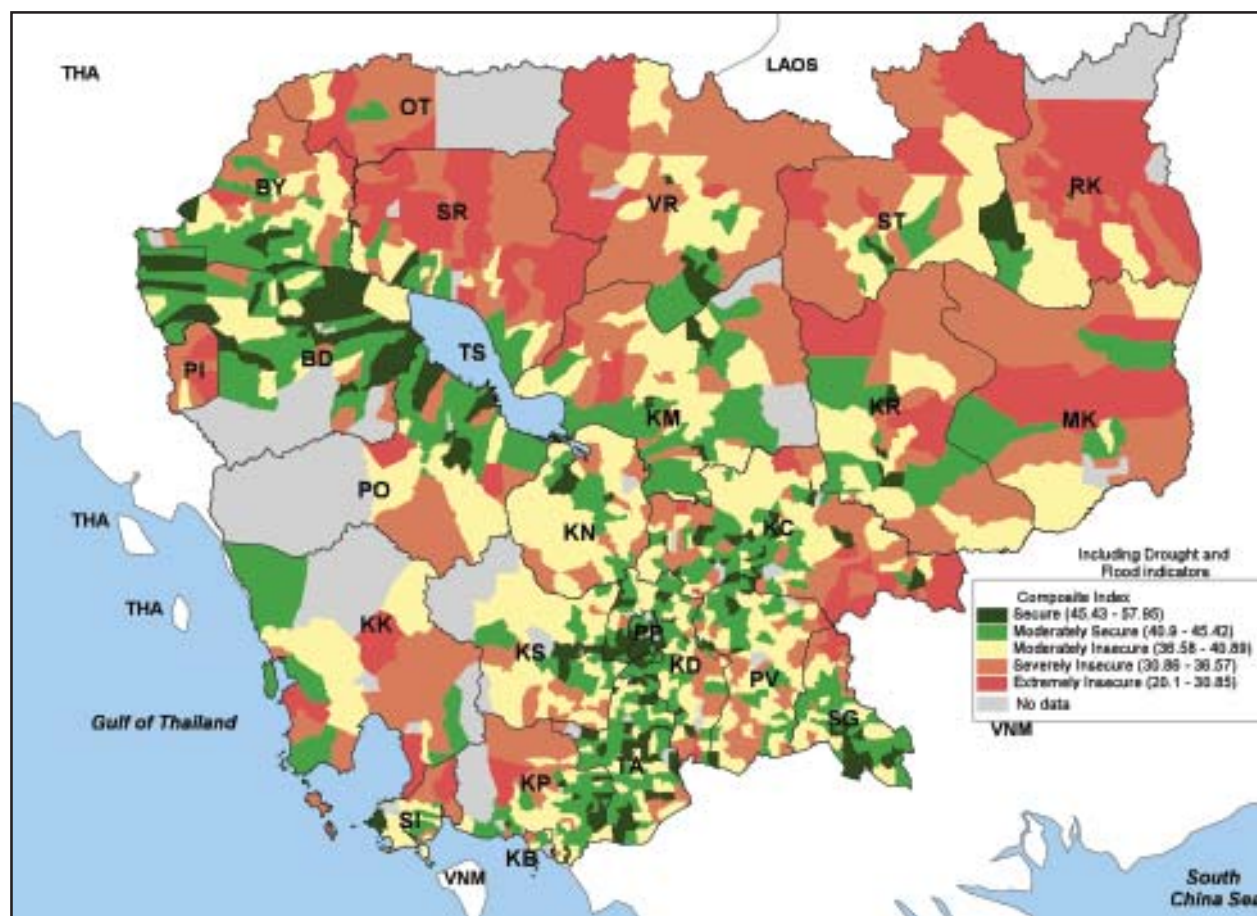 THA
LAOS
OT
BY
RK
SR
VR
ST
TS
PI
BD
KM
KR
MK
PO
THA
KN
KC
Including Drought and
Flood indicators
Composite Index
Secure (45.43 - 57.95)
Moderately Secure (40.9 - 45.42)
Moderately Insecure (36.58 - 40.89)
Severely Insecure (30.86 - 36.57)
Extremely Insecure (20.1 - 30.85)
No data
THA
KK
PP
KS
KD
PV
Gulf of Thailand
SG
VNM
TA
KP
SI
KB
VNM
South
China Sea